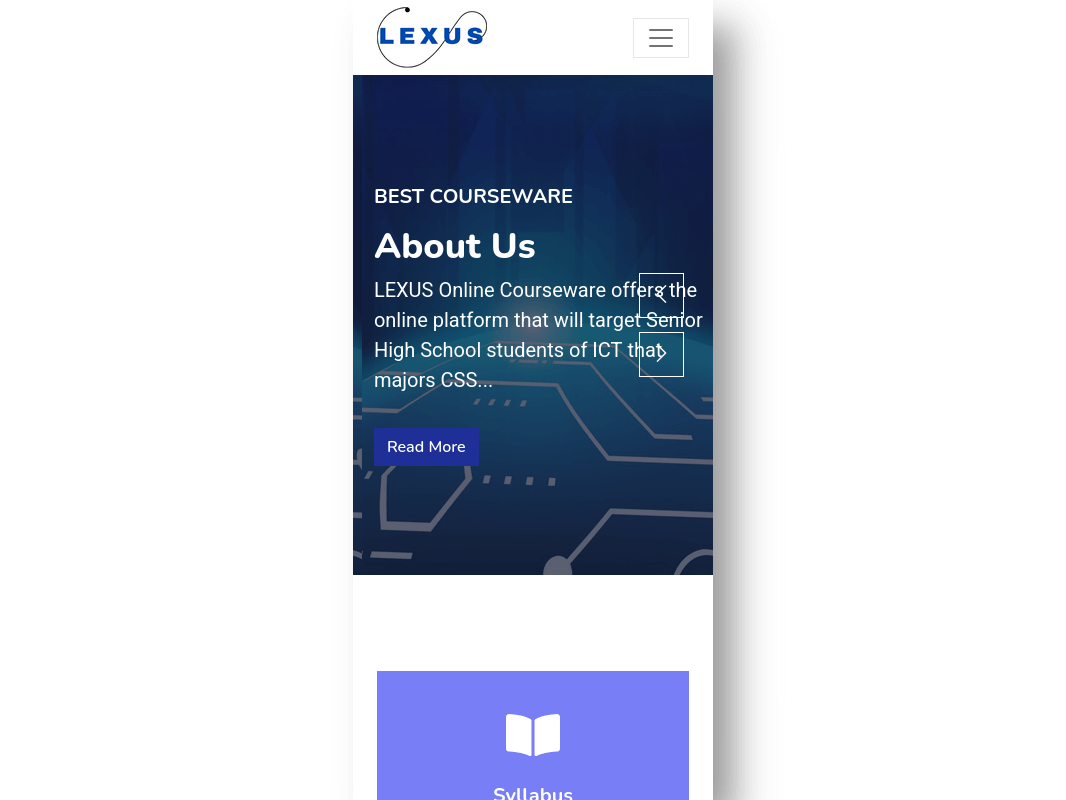 LEXUS
BEST COURSEWARE
About Us
LEXUS Online Courseware offers the
online platform that will target Senior
High School students of ICT that
majors CSS...
Read More
Syllabus